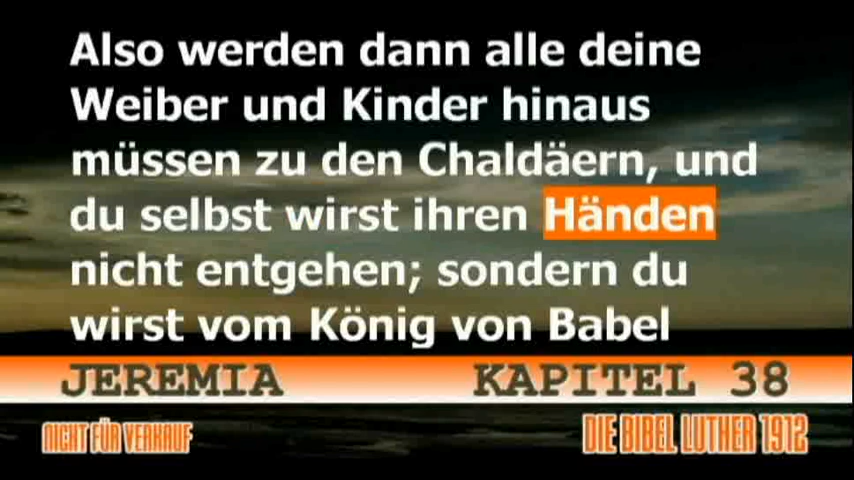 Also werden dann alle deine
Weiber und Kinder hinaus
müssen zu den Chaldäern, und
du selbst wirst ihren Händen
nicht entgehen; sondern du
wirst vom König von Babel
JEREMIA KAPITEL 38
NICHT FÜR VERKAUF DIE BIBEL LUTHER 1912